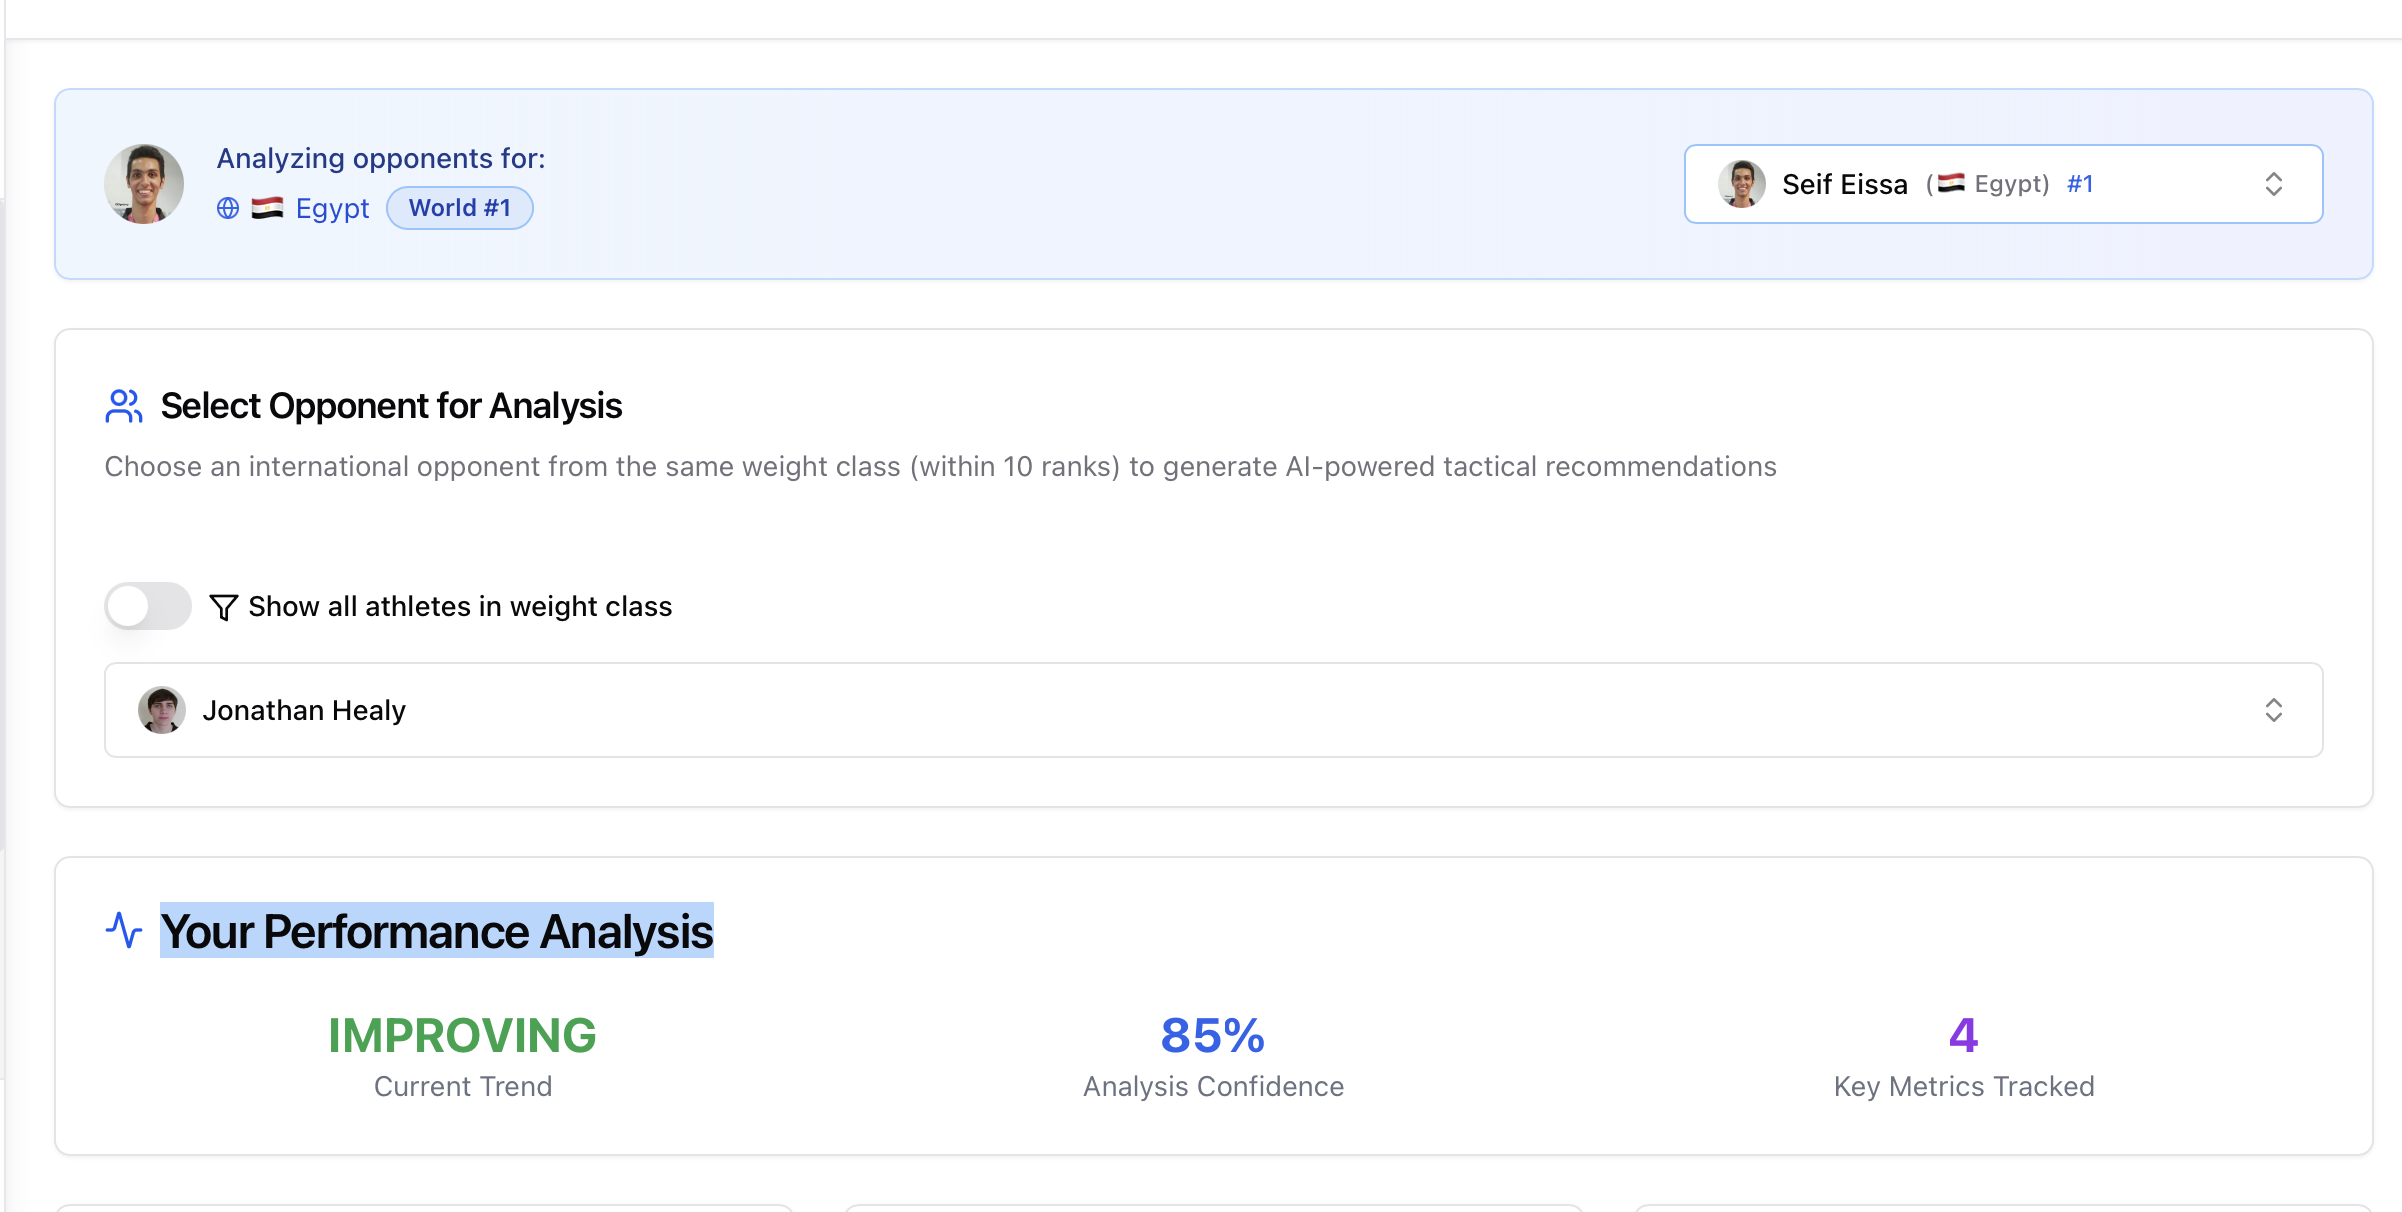 Analyzing opponents for:
Egypt World #1
Seif Eissa (Egypt) #1
Select Opponent for Analysis
Choose an international opponent from the same weight class (within 10 ranks) to generate AI-powered tactical recommendations
Show all athletes in weight class
Jonathan Healy
Your Performance Analysis
IMPROVING
Current Trend
85%
Analysis Confidence
4
Key Metrics Tracked